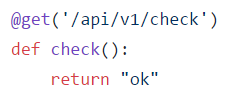 @get('/api/v1/check')
def check():
    return "ok"